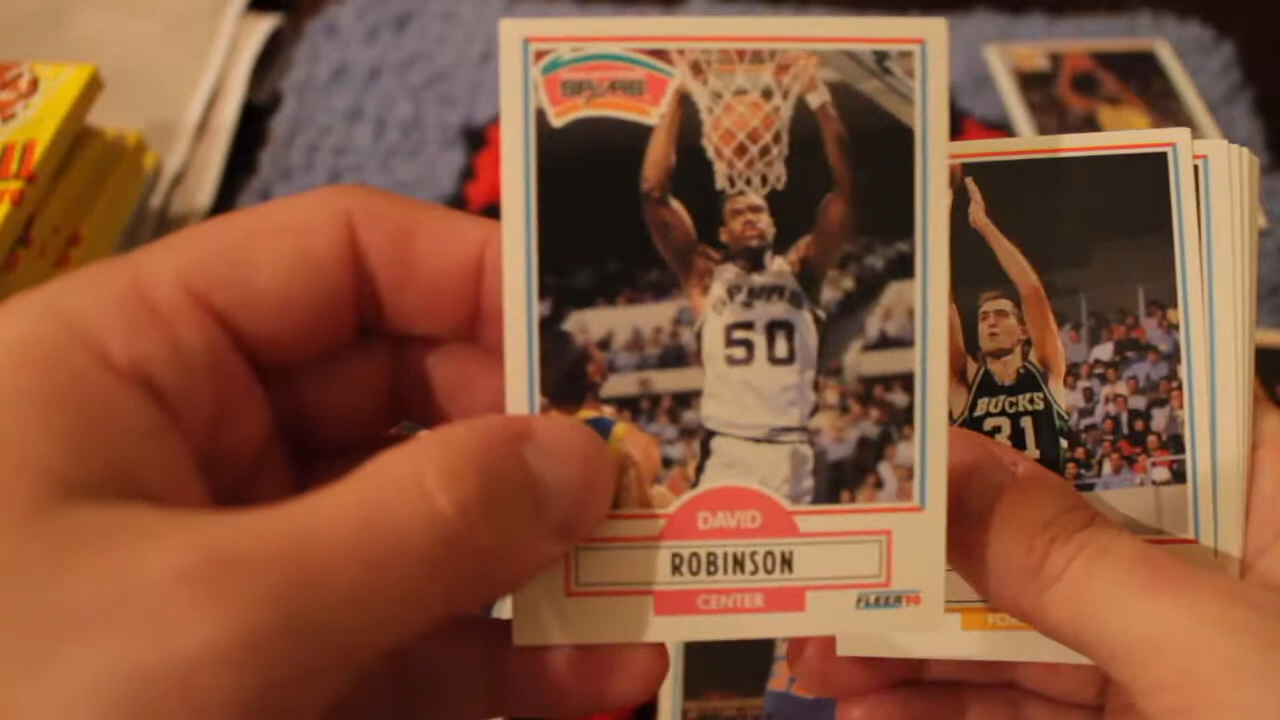 SPURS
SPURS
50
DAVID
ROBINSON
CENTER
FLEER 90
BUCKS
31